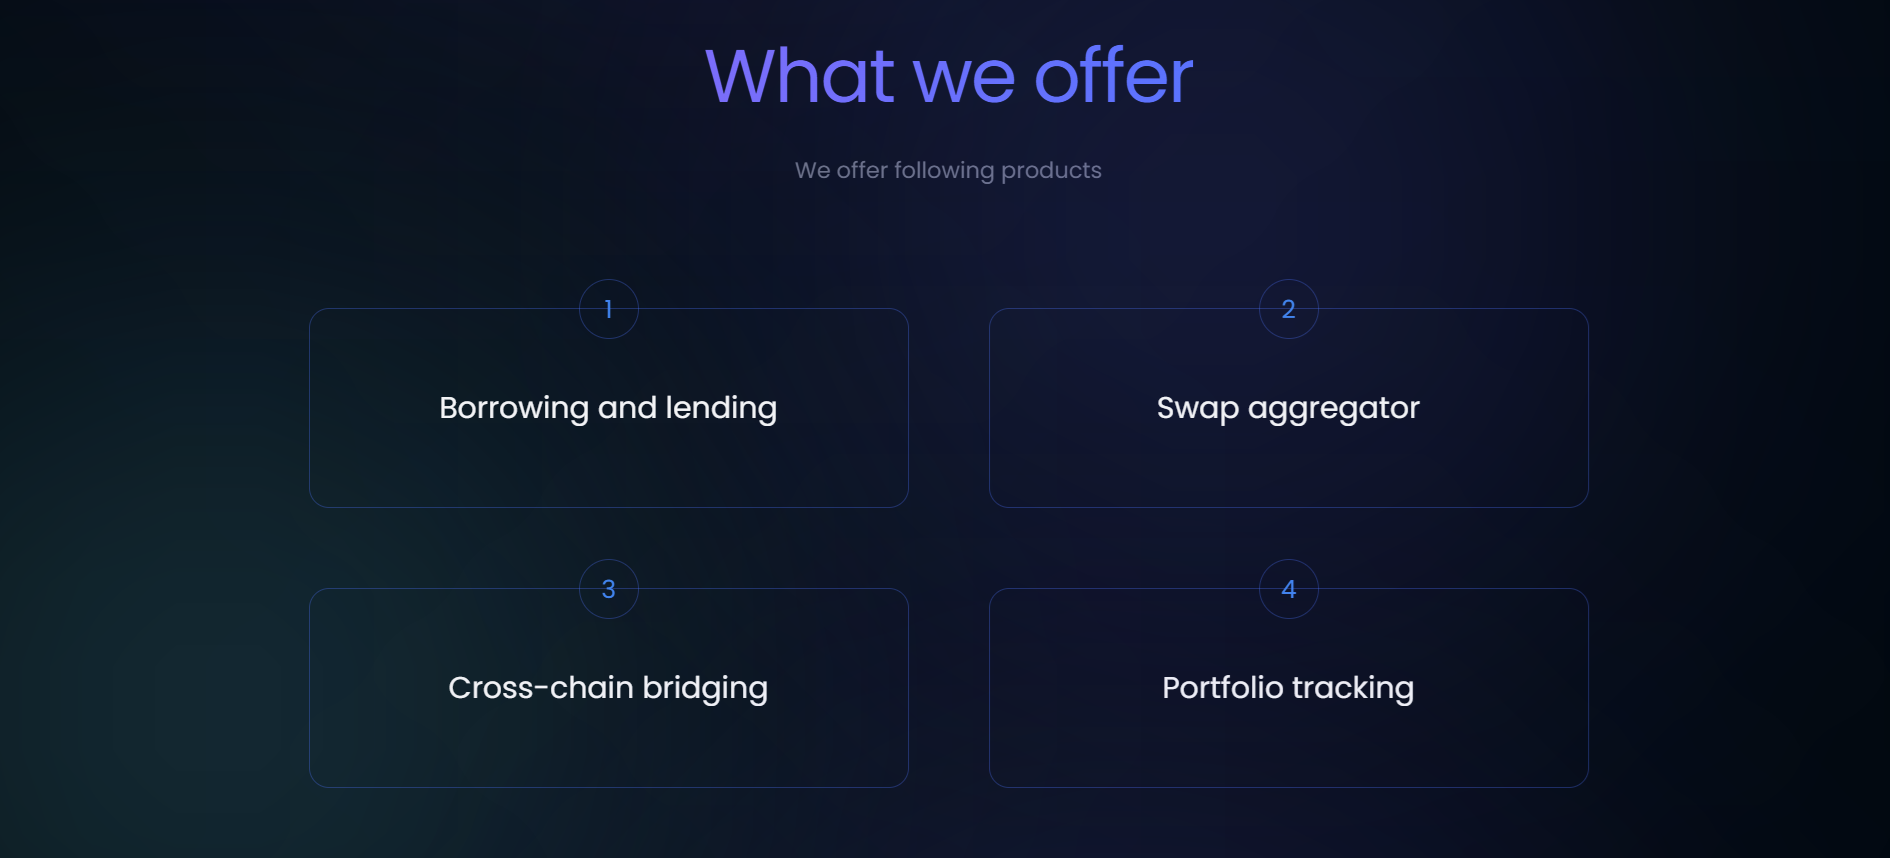 What we offer
We offer following products
1
Borrowing and lending
2
Swap aggregator
3
Cross-chain bridging
4
Portfolio tracking